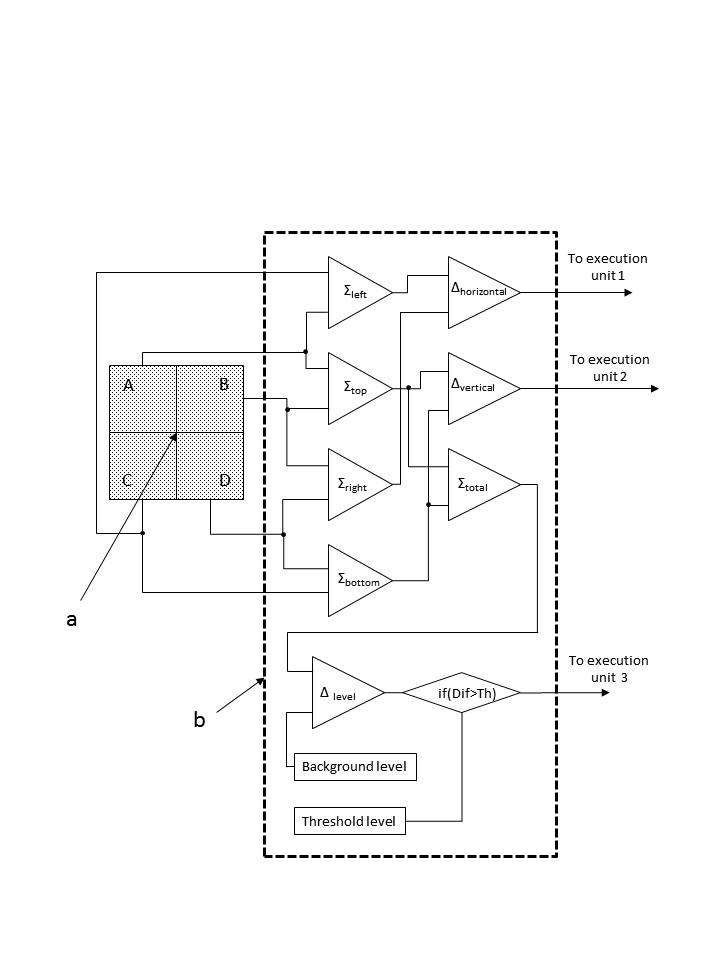 To execution
unit 1
Σleft
Δhorizontal
To execution
unit 2
A
B
Σtop
Δvertical
C
D
Σright
Σtotal
Σbottom
a
To execution
unit 3
Δ level
if(Dif>Th)
b
Background level
Threshold level